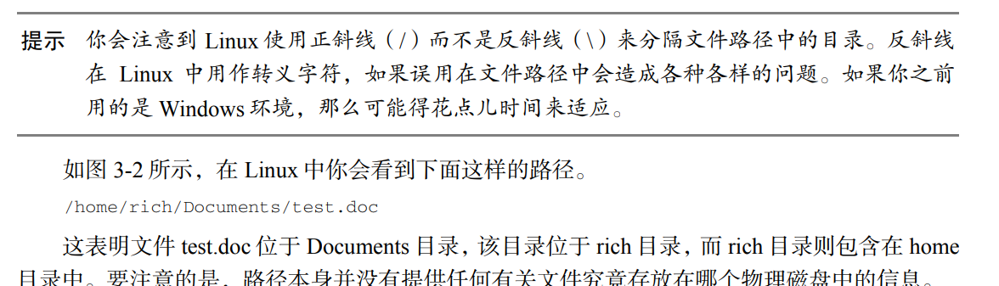 提示 你会注意到 Linux 使用正斜线（/）而不是反斜线（\）来分隔文件路径中的目录。反斜线
在 Linux 中用作转义字符，如果误用在文件路径中会造成各种各样的问题。如果你之前
用的是 Windows 环境，那么可能得花点儿时间来适应。
如图 3-2 所示，在 Linux 中你会看到下面这样的路径。
/home/rich/Documents/test.doc
这表明文件 test.doc 位于 Documents 目录，该目录位于 rich 目录，而 rich 目录则包含在 home
目录中。要注意的是，路径本身并没有提供任何有关文件究竟存放在哪个物理磁盘中的信息。